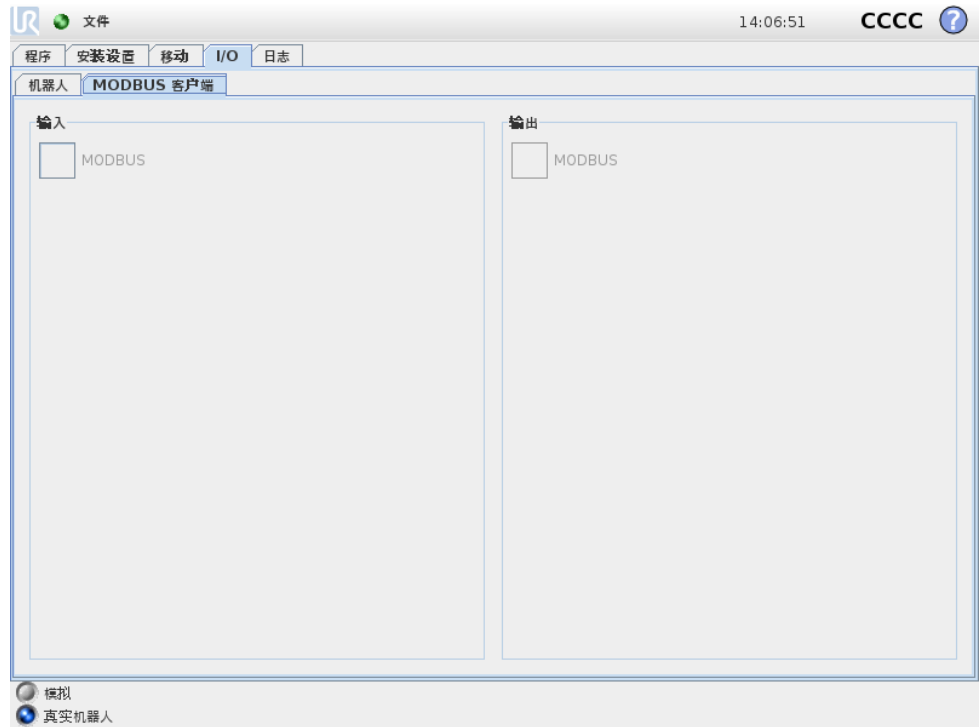 UR 文件 14:06:51 CCCC ?
程序 安装设置 移动 I/O 日志
机器人 MODBUS 客户端
输入 输出
MODBUS MODBUS
模拟
真实机器人